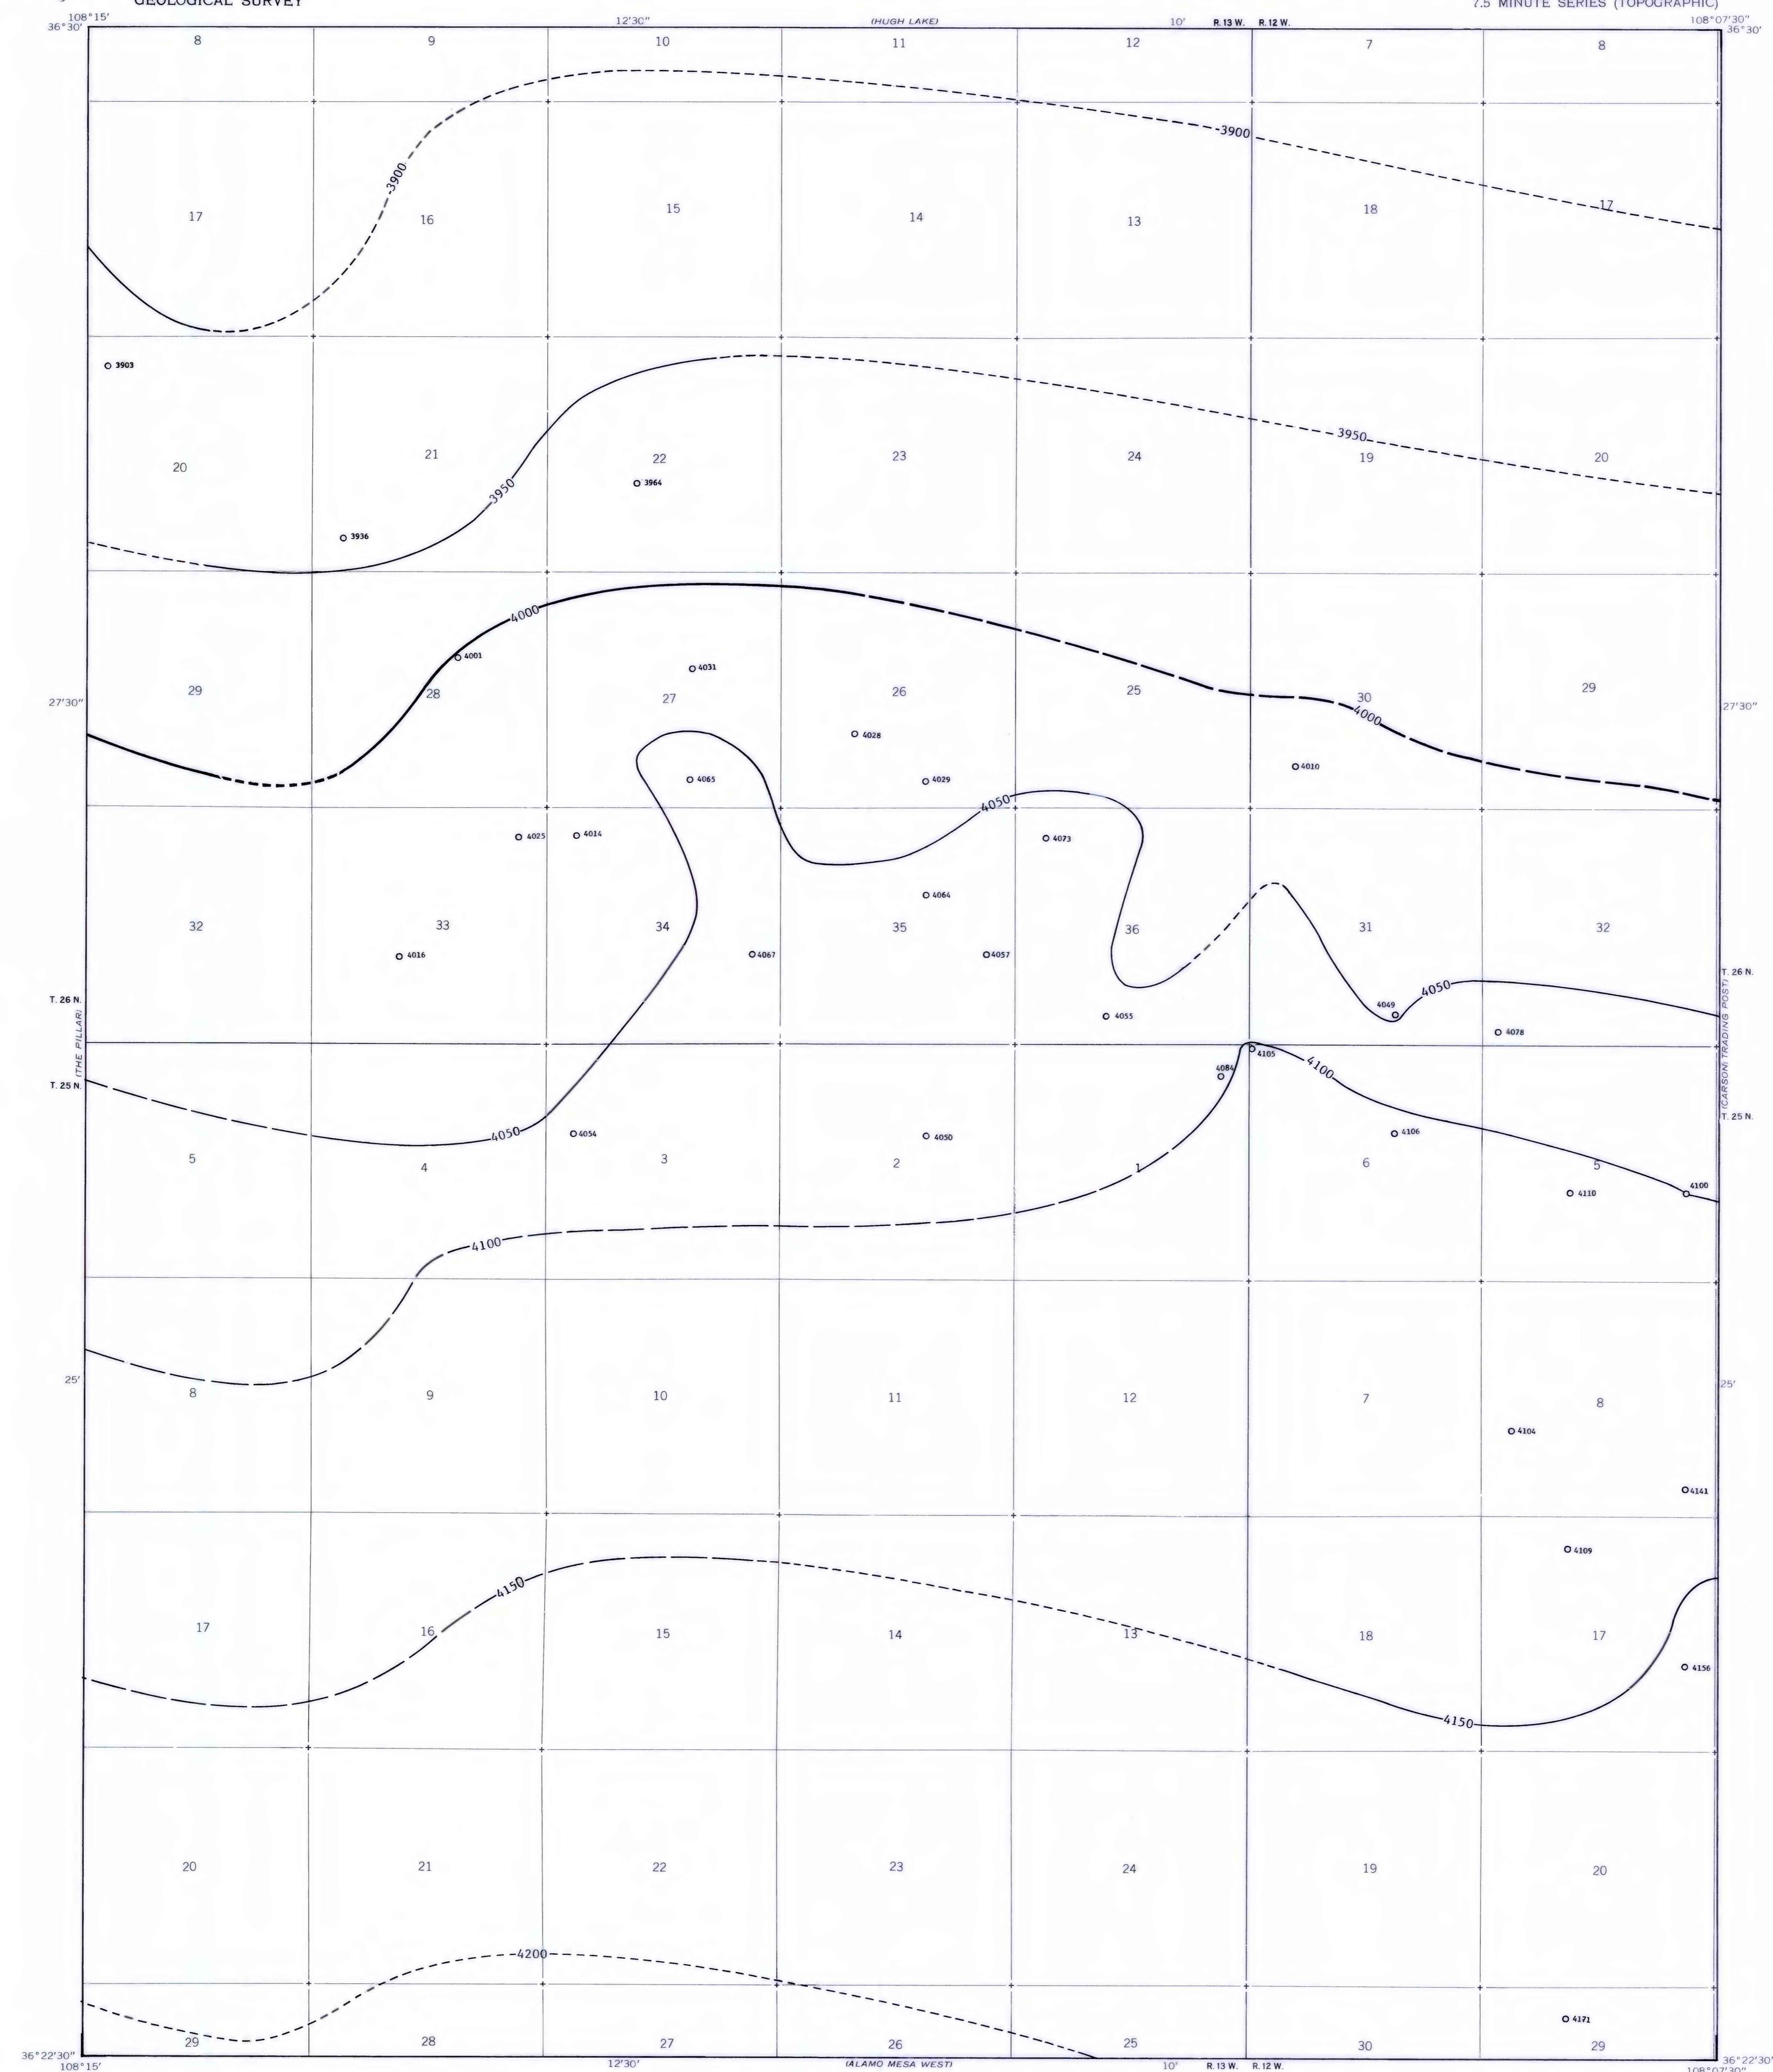 GEOLOGICAL SURVEY
7.5 MINUTE SERIES (TOPOGRAPHIC)
108°15' 12'30" (HUGH LAKE) 10' R. 13 W. R. 12 W. 108°07'30"
36°30' 36°30'
8 9 10 11 12 7 8
3900
3900
17 16 15 14 13 18 17
3903
3950
20 21 22 23 24 19 20
3950 3964
3936
4000
4001 4031
29 28 27 26 25 30 29
27'30" 27'30"
4000
4028
4065 4029 4010
4050
4025 4014 4073
4064
32 33 34 35 36 31 32
4016 4067 4057
T. 26 N. T. 26 N.
4050
4049
4055 4078
(THE PILLAR) (CARSON TRADING POST)
4105
4084 4100
T. 25 N. T. 25 N.
4050 4054 4050 4106
5 4 3 2 1 6 5
4110 4100
4100
25' 25'
8 9 10 11 12 7 8
4104
4141
4109
4150
17 16 15 14 13 18 17
4156
4150
20 21 22 23 24 19 20
4200
4171
29 28 27 26 25 30 29
36°22'30" 36°22'30"
108°15' 12'30' (ALAMO MESA WEST) 10' R. 13 W. R. 12 W. 108°07'30"